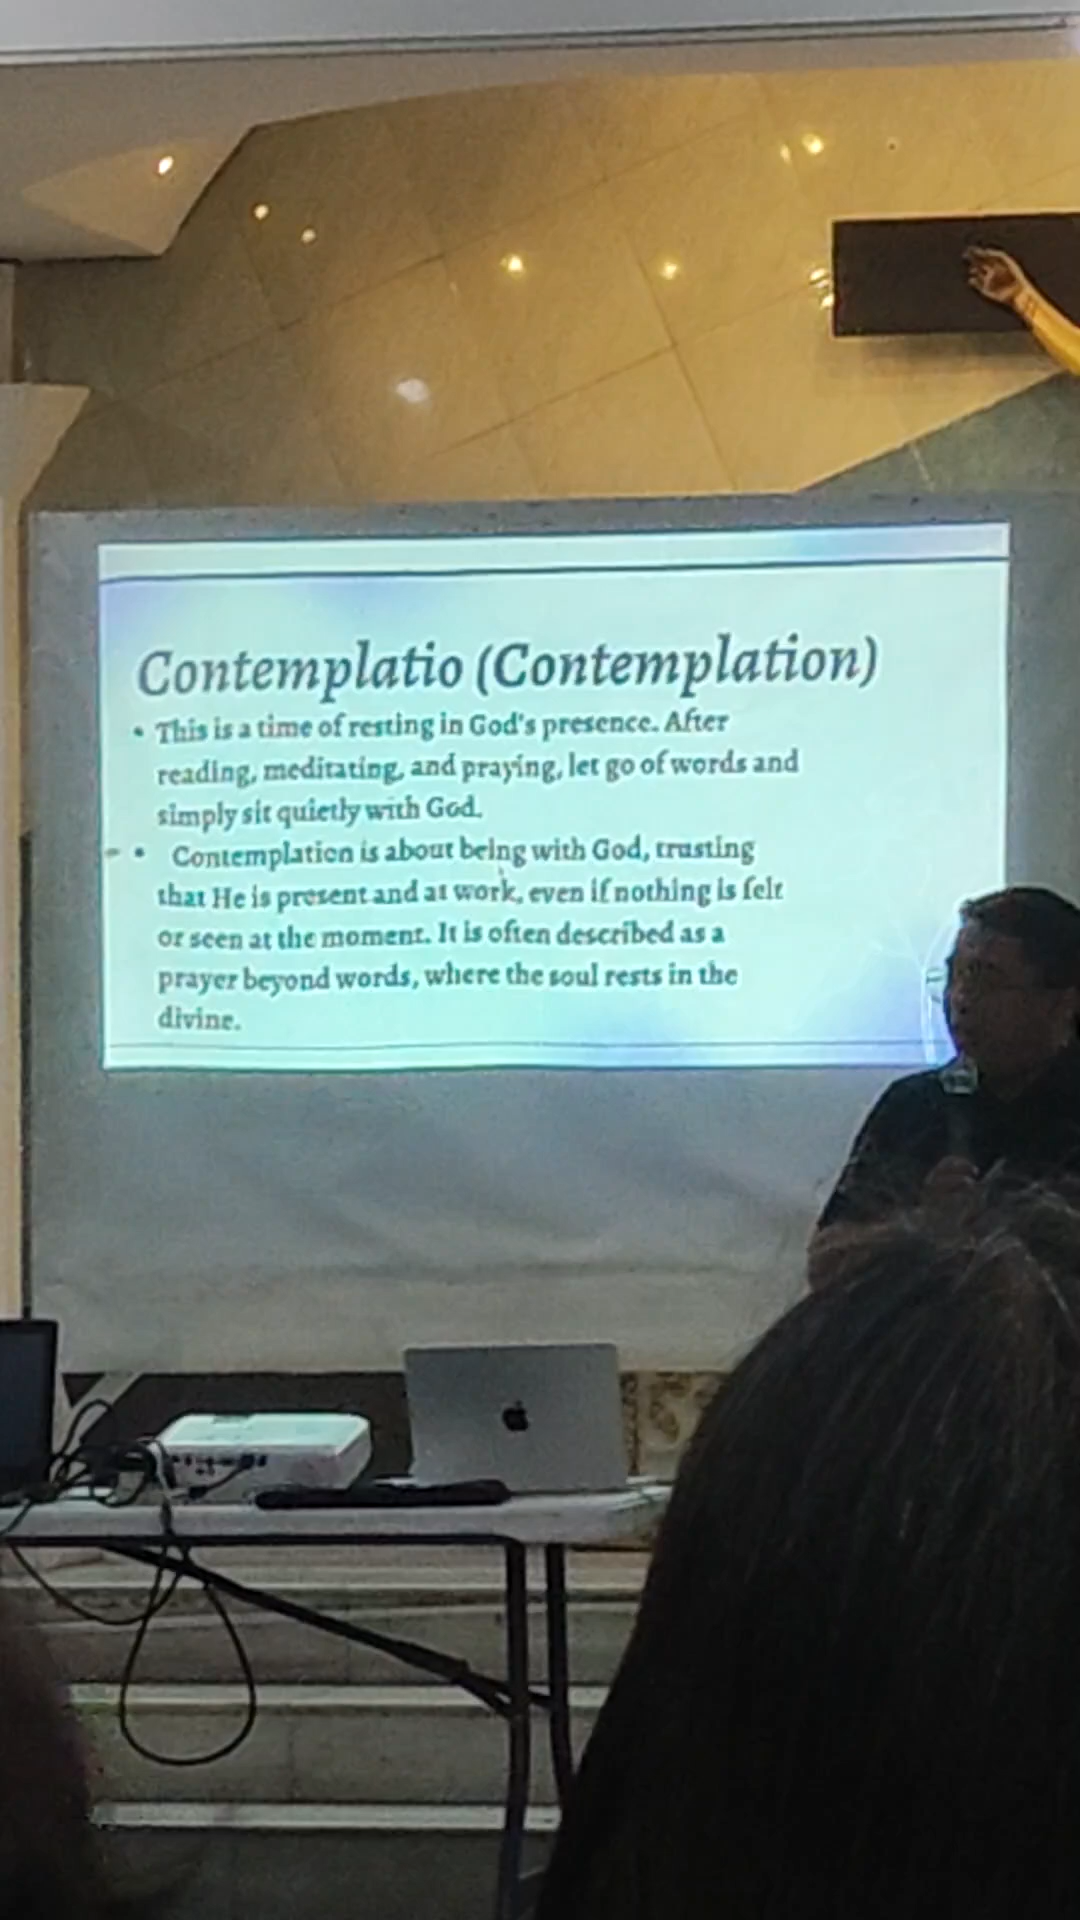 Contemplatio (Contemplation)
• This is a time of resting in God's presence. After
reading, meditating, and praying, let go of words and
simply sit quietly with God.
• Contemplation is about being with God, trusting
that He is present and at work, even if nothing is felt
or seen at the moment. It is often described as a
prayer beyond words, where the soul rests in the
divine.